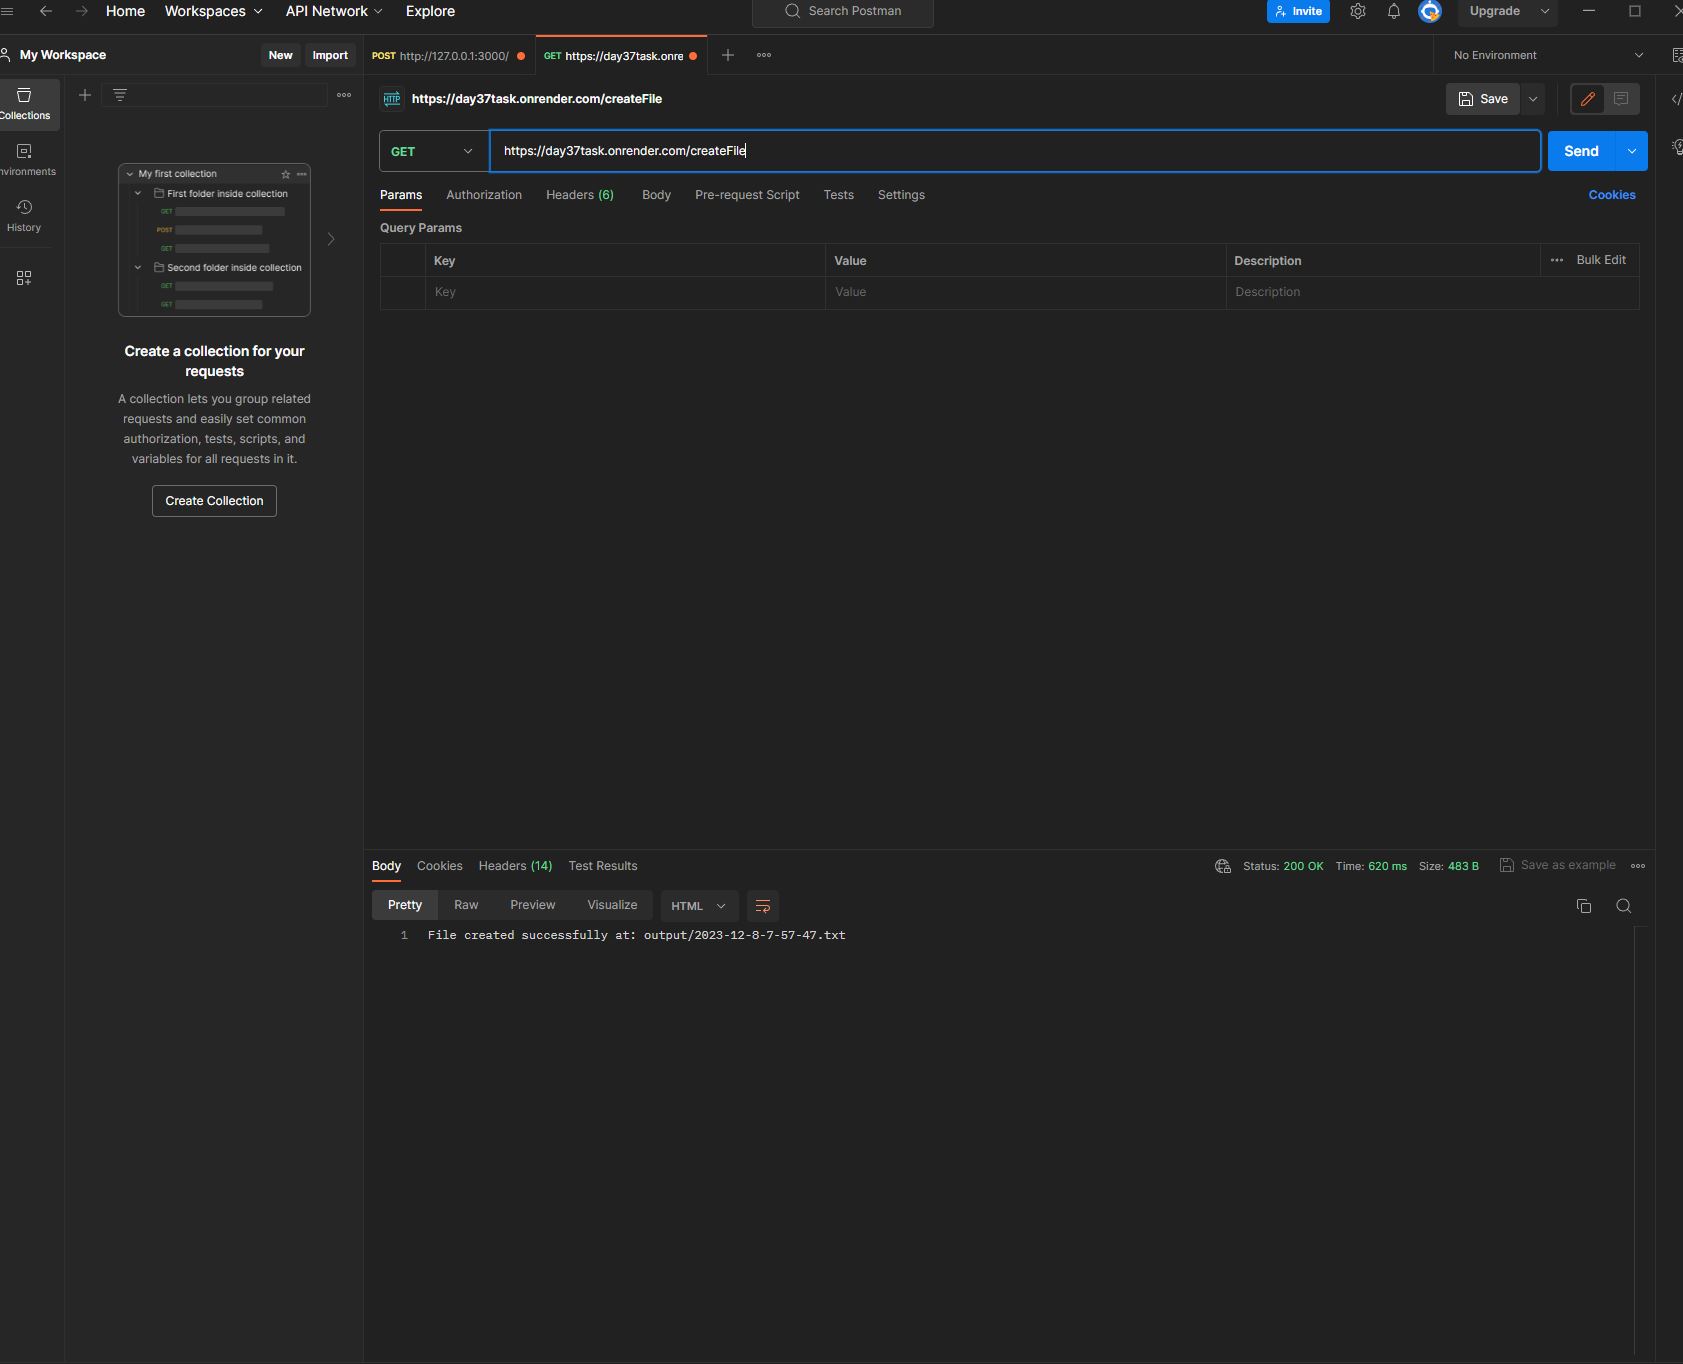 Home Workspaces API Network Explore Search Postman Invite Upgrade
My Workspace New Import POST http://127.0.0.1:3000/ GET https://day37task.onre No Environment
Collections
HTTP https://day37task.onrender.com/createFile Save
GET https://day37task.onrender.com/createFile Send
nvironments
Params Authorization Headers (6) Body Pre-request Script Tests Settings Cookies
History
Query Params
Key Value Description Bulk Edit
Key Value Description
My first collection
First folder inside collection
GET
POST
GET
Second folder inside collection
GET
GET
Create a collection for your
requests
A collection lets you group related
requests and easily set common
authorization, tests, scripts, and
variables for all requests in it.
Create Collection
Body Cookies Headers (14) Test Results Status: 200 OK Time: 620 ms Size: 483 B Save as example
Pretty Raw Preview Visualize HTML
1 File created successfully at: output/2023-12-8-7-57-47.txt